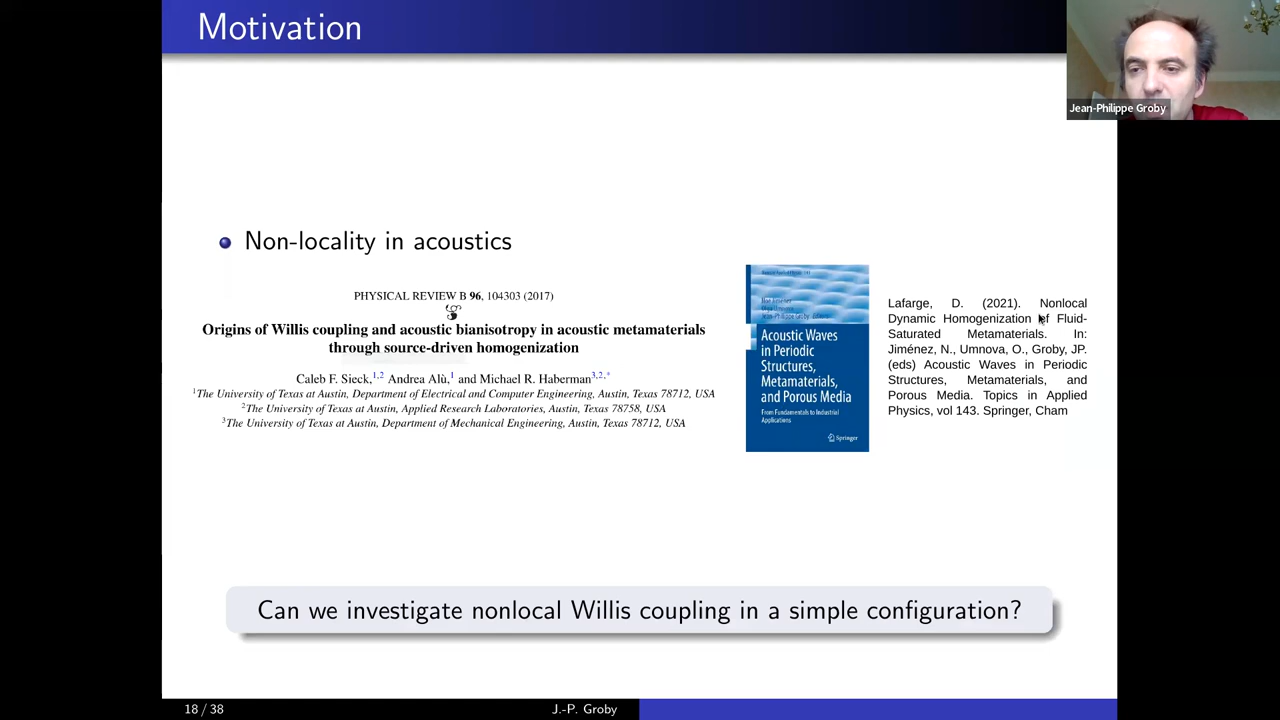 Motivation
Jean-Philippe Groby
Non-locality in acoustics
PHYSICAL REVIEW B 96, 104303 (2017)
Origins of Willis coupling and acoustic bianisotropy in acoustic metamaterials
through source-driven homogenization
Caleb F. Sieck,1,2 Andrea Alù,1 and Michael R. Haberman3,2,*
1The University of Texas at Austin, Department of Electrical and Computer Engineering, Austin, Texas 78712, USA
2The University of Texas at Austin, Applied Research Laboratories, Austin, Texas 78758, USA
3The University of Texas at Austin, Department of Mechanical Engineering, Austin, Texas 78712, USA
Acoustic Waves
in Periodic
Structures,
Metamaterials,
and Porous Media
From Fundamentals to Industrial
Applications
Springer
Lafarge, D. (2021). Nonlocal
Dynamic Homogenization of Fluid-
Saturated Metamaterials. In:
Jiménez, N., Umnova, O., Groby, JP.
(eds) Acoustic Waves in Periodic
Structures, Metamaterials, and
Porous Media. Topics in Applied
Physics, vol 143. Springer, Cham
Can we investigate nonlocal Willis coupling in a simple configuration?
18 / 38
J.-P. Groby